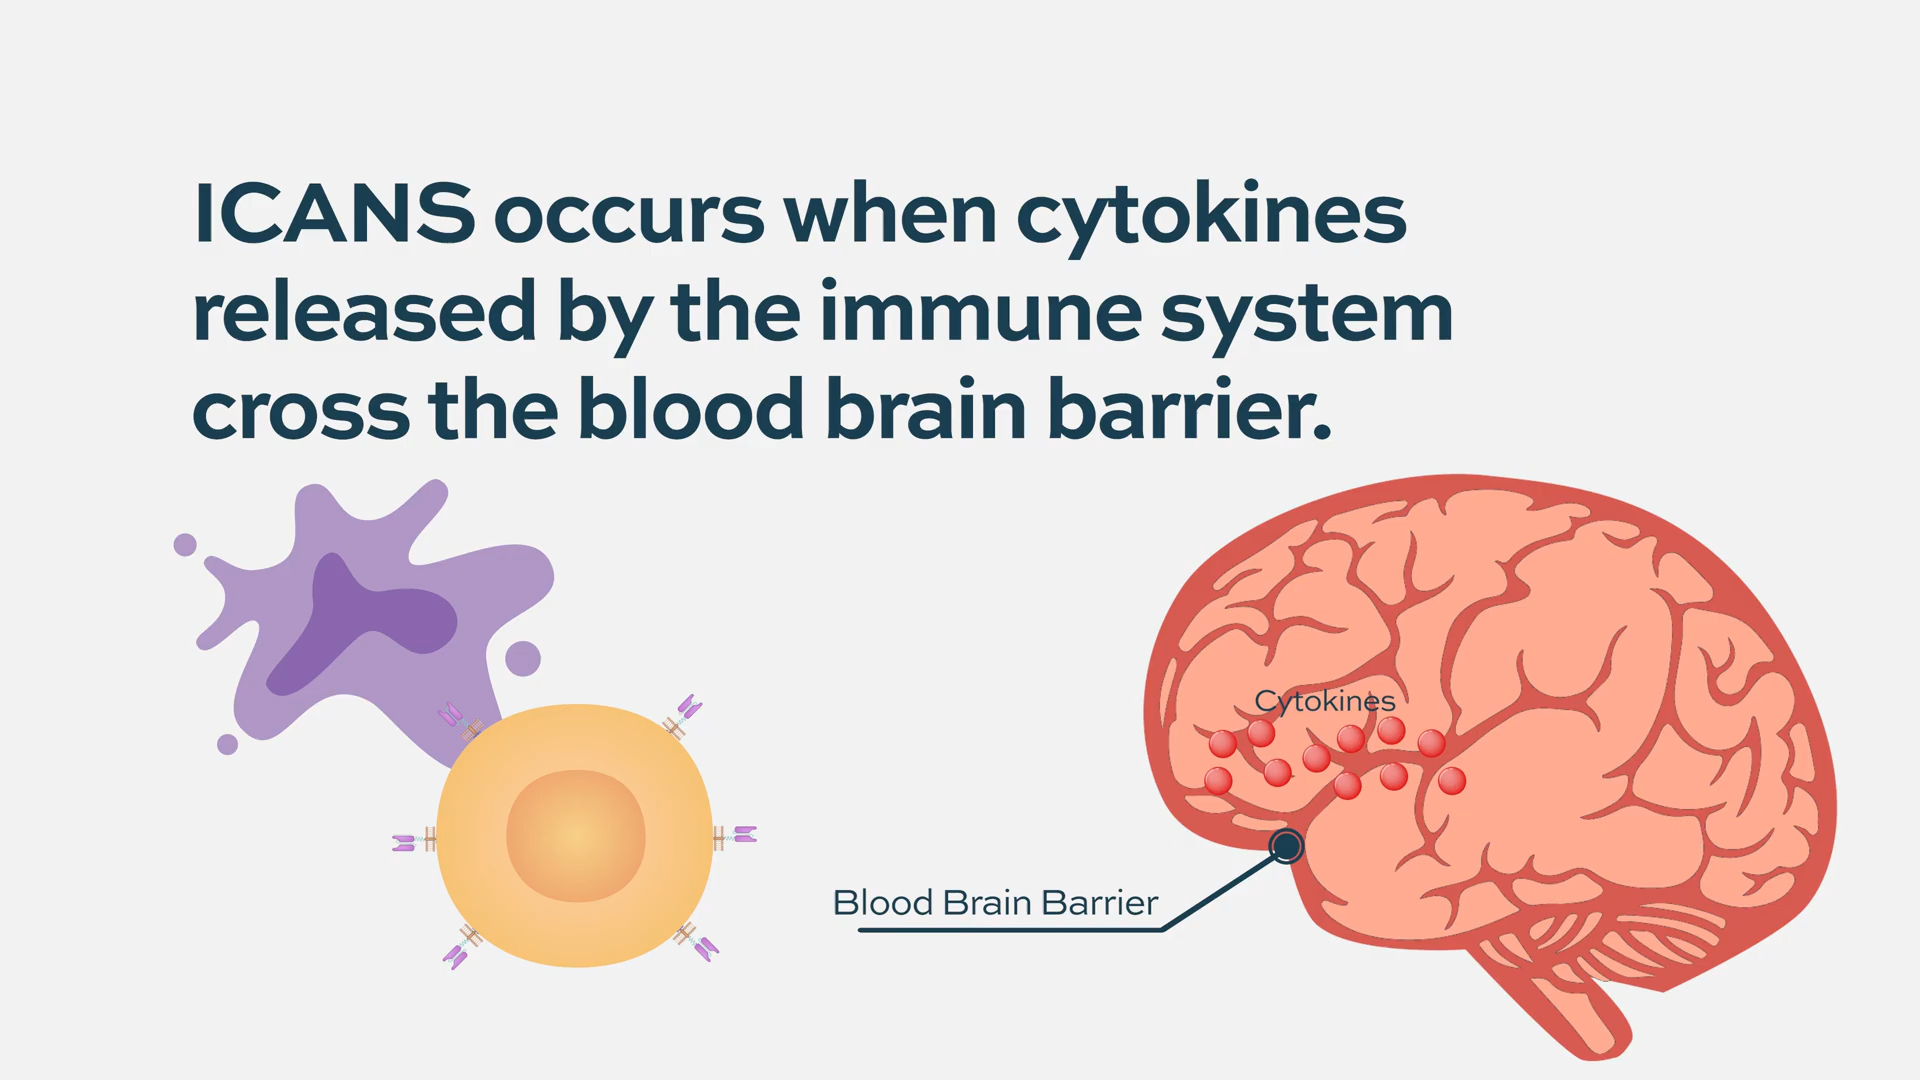 ICANS occurs when cytokines
released by the immune system
cross the blood brain barrier.
Cytokines
Blood Brain Barrier